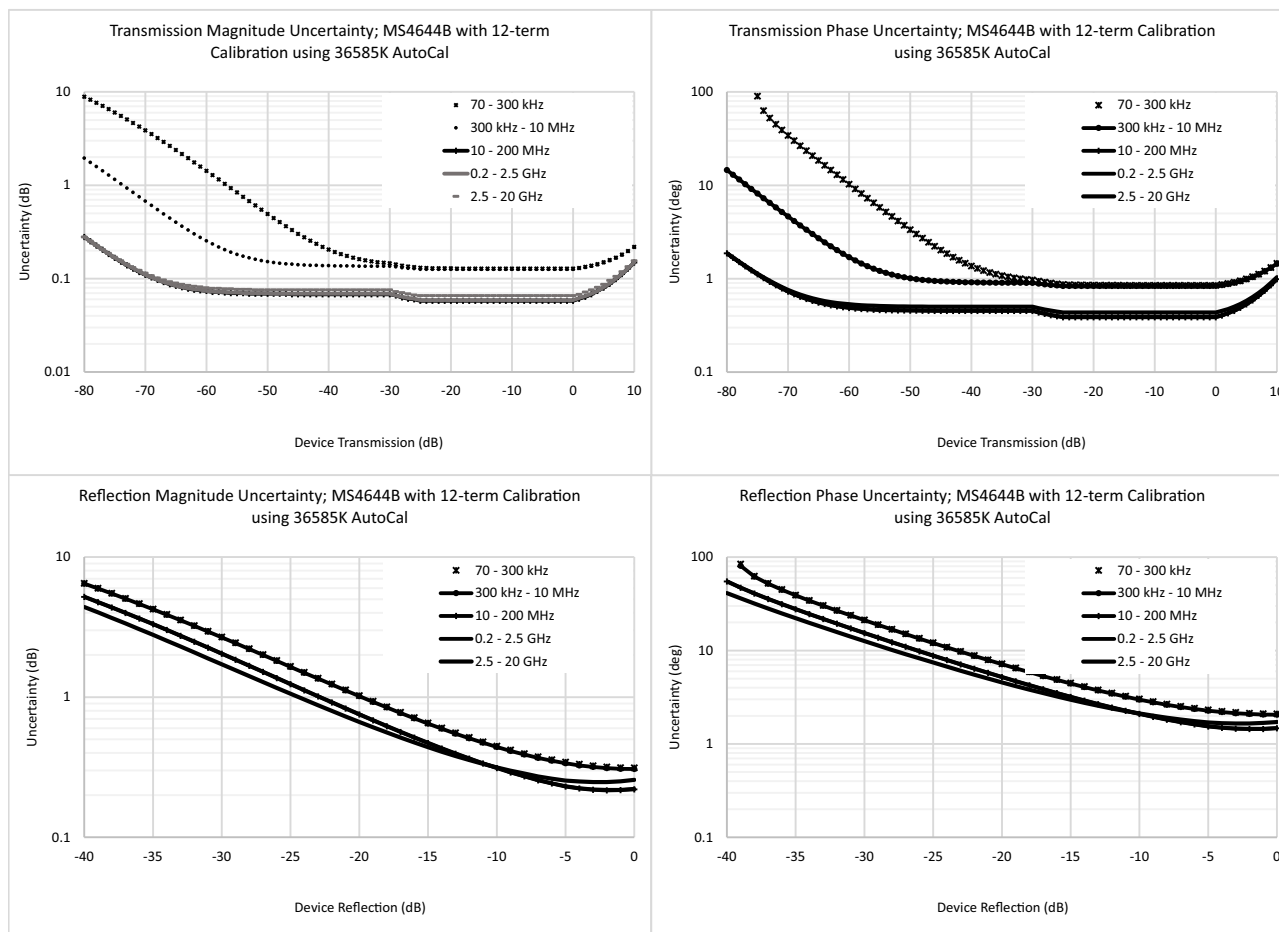 Transmission Magnitude Uncertainty; MS4644B with 12-term
Calibration using 36585K AutoCal
10
1
0.1
0.01
Uncertainty (dB)
70 - 300 kHz
300 kHz - 10 MHz
10 - 200 MHz
0.2 - 2.5 GHz
2.5 - 20 GHz
-80 -70 -60 -50 -40 -30 -20 -10 0 10
Device Transmission (dB)
Transmission Phase Uncertainty; MS4644B with 12-term Calibration
using 36585K AutoCal
100
10
1
0.1
Uncertainty (deg)
70 - 300 kHz
300 kHz - 10 MHz
10 - 200 MHz
0.2 - 2.5 GHz
2.5 - 20 GHz
-80 -70 -60 -50 -40 -30 -20 -10 0 10
Device Transmission (dB)
Reflection Magnitude Uncertainty; MS4644B with 12-term Calibration
using 36585K AutoCal
10
1
0.1
Uncertainty (dB)
70 - 300 kHz
300 kHz - 10 MHz
10 - 200 MHz
0.2 - 2.5 GHz
2.5 - 20 GHz
-40 -35 -30 -25 -20 -15 -10 -5 0
Device Reflection (dB)
Reflection Phase Uncertainty; MS4644B with 12-term Calibration
using 36585K AutoCal
100
10
1
0.1
Uncertainty (deg)
70 - 300 kHz
300 kHz - 10 MHz
10 - 200 MHz
0.2 - 2.5 GHz
2.5 - 20 GHz
-40 -35 -30 -25 -20 -15 -10 -5 0
Device Reflection (dB)